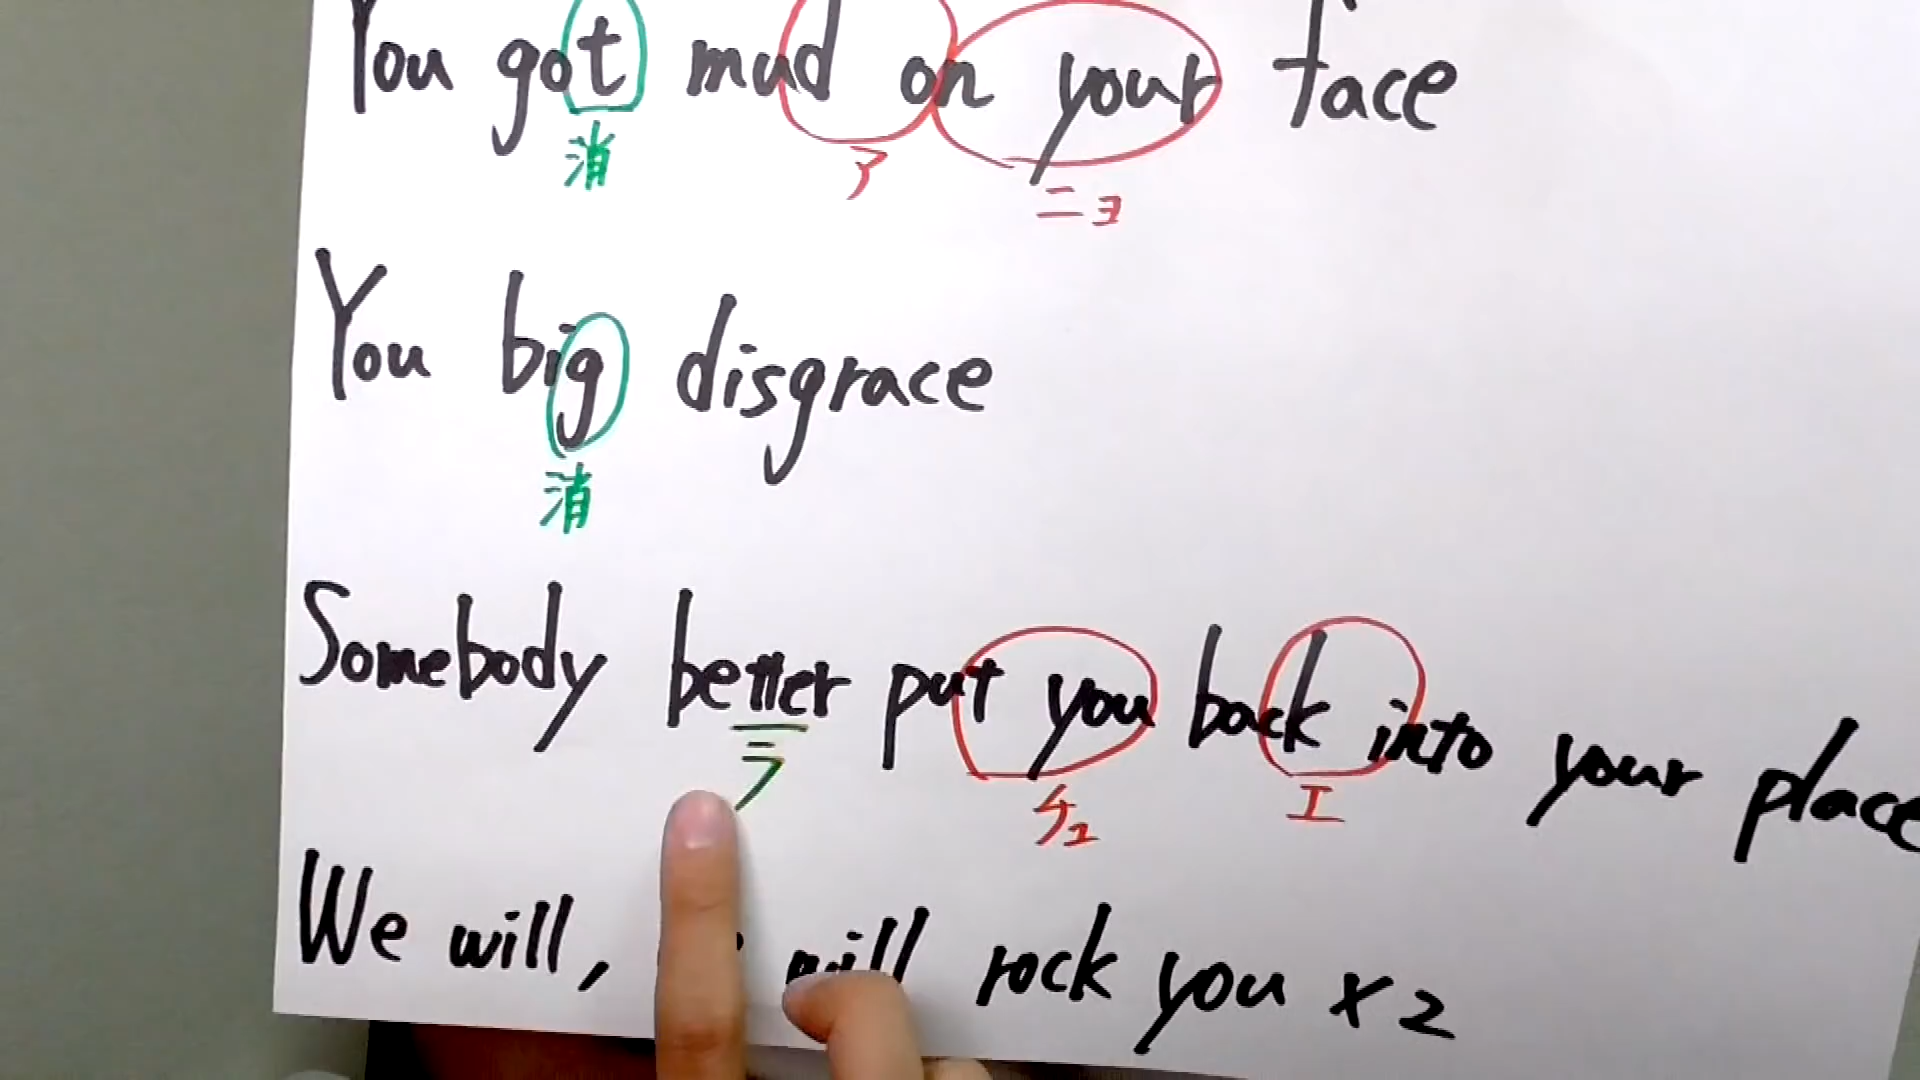 You got mud on your face
消 ア ニョ
You big disgrace
消
Somebody better put you back into your place
ラ チュ エ
We will, will rock you x2